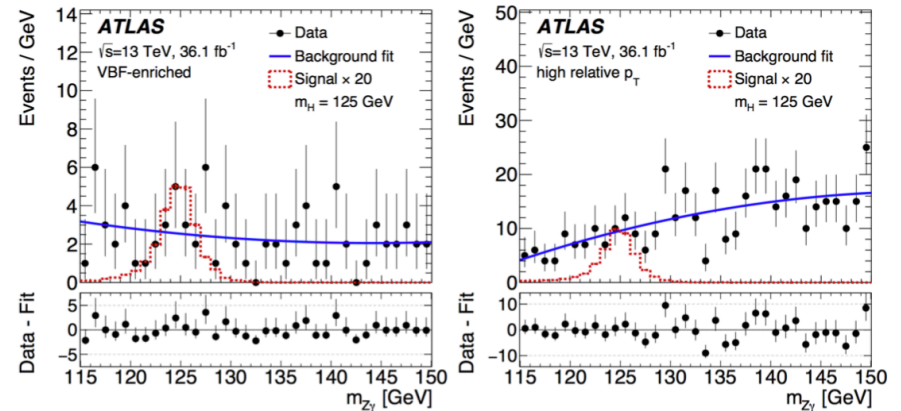 ATLAS
√s=13 TeV, 36.1 fb⁻¹
VBF-enriched
Data
Background fit
Signal × 20
m_H = 125 GeV
Events / GeV
14
12
10
8
6
4
2
0
Data - Fit
5
0
−5
115 120 125 130 135 140 145 150
m_Zγ [GeV]
ATLAS
√s=13 TeV, 36.1 fb⁻¹
high relative p_T
Data
Background fit
Signal × 20
m_H = 125 GeV
Events / GeV
50
40
30
20
10
0
Data - Fit
10
0
−10
115 120 125 130 135 140 145 150
m_Zγ [GeV]